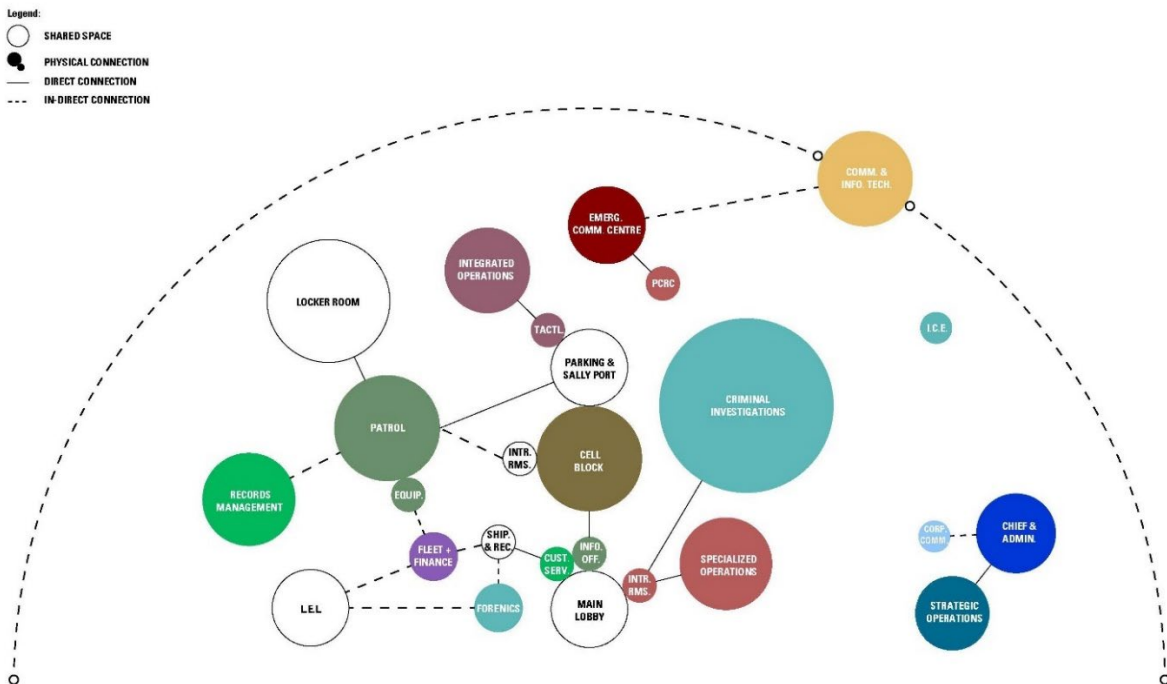 Legend:
SHARED SPACE
PHYSICAL CONNECTION
DIRECT CONNECTION
IN-DIRECT CONNECTION
COMM. &
INFO. TECH.
EMERG.
COMM. CENTRE
INTEGRATED
OPERATIONS
PCRC
LOCKER ROOM
TACTL.
I.C.E.
PARKING &
SALLY PORT
CRIMINAL
INVESTIGATIONS
PATROL
INTR.
RMS.
CELL
BLOCK
RECORDS
MANAGEMENT
EQUIP.
SHIP.
& REC.
CORP.
COMM.
CHIEF &
ADMIN.
FLEET +
FINANCE
CUST.
SERV.
INFO.
OFF.
SPECIALIZED
OPERATIONS
INTR.
RMS.
L.E.L
FORENICS
MAIN
LOBBY
STRATEGIC
OPERATIONS